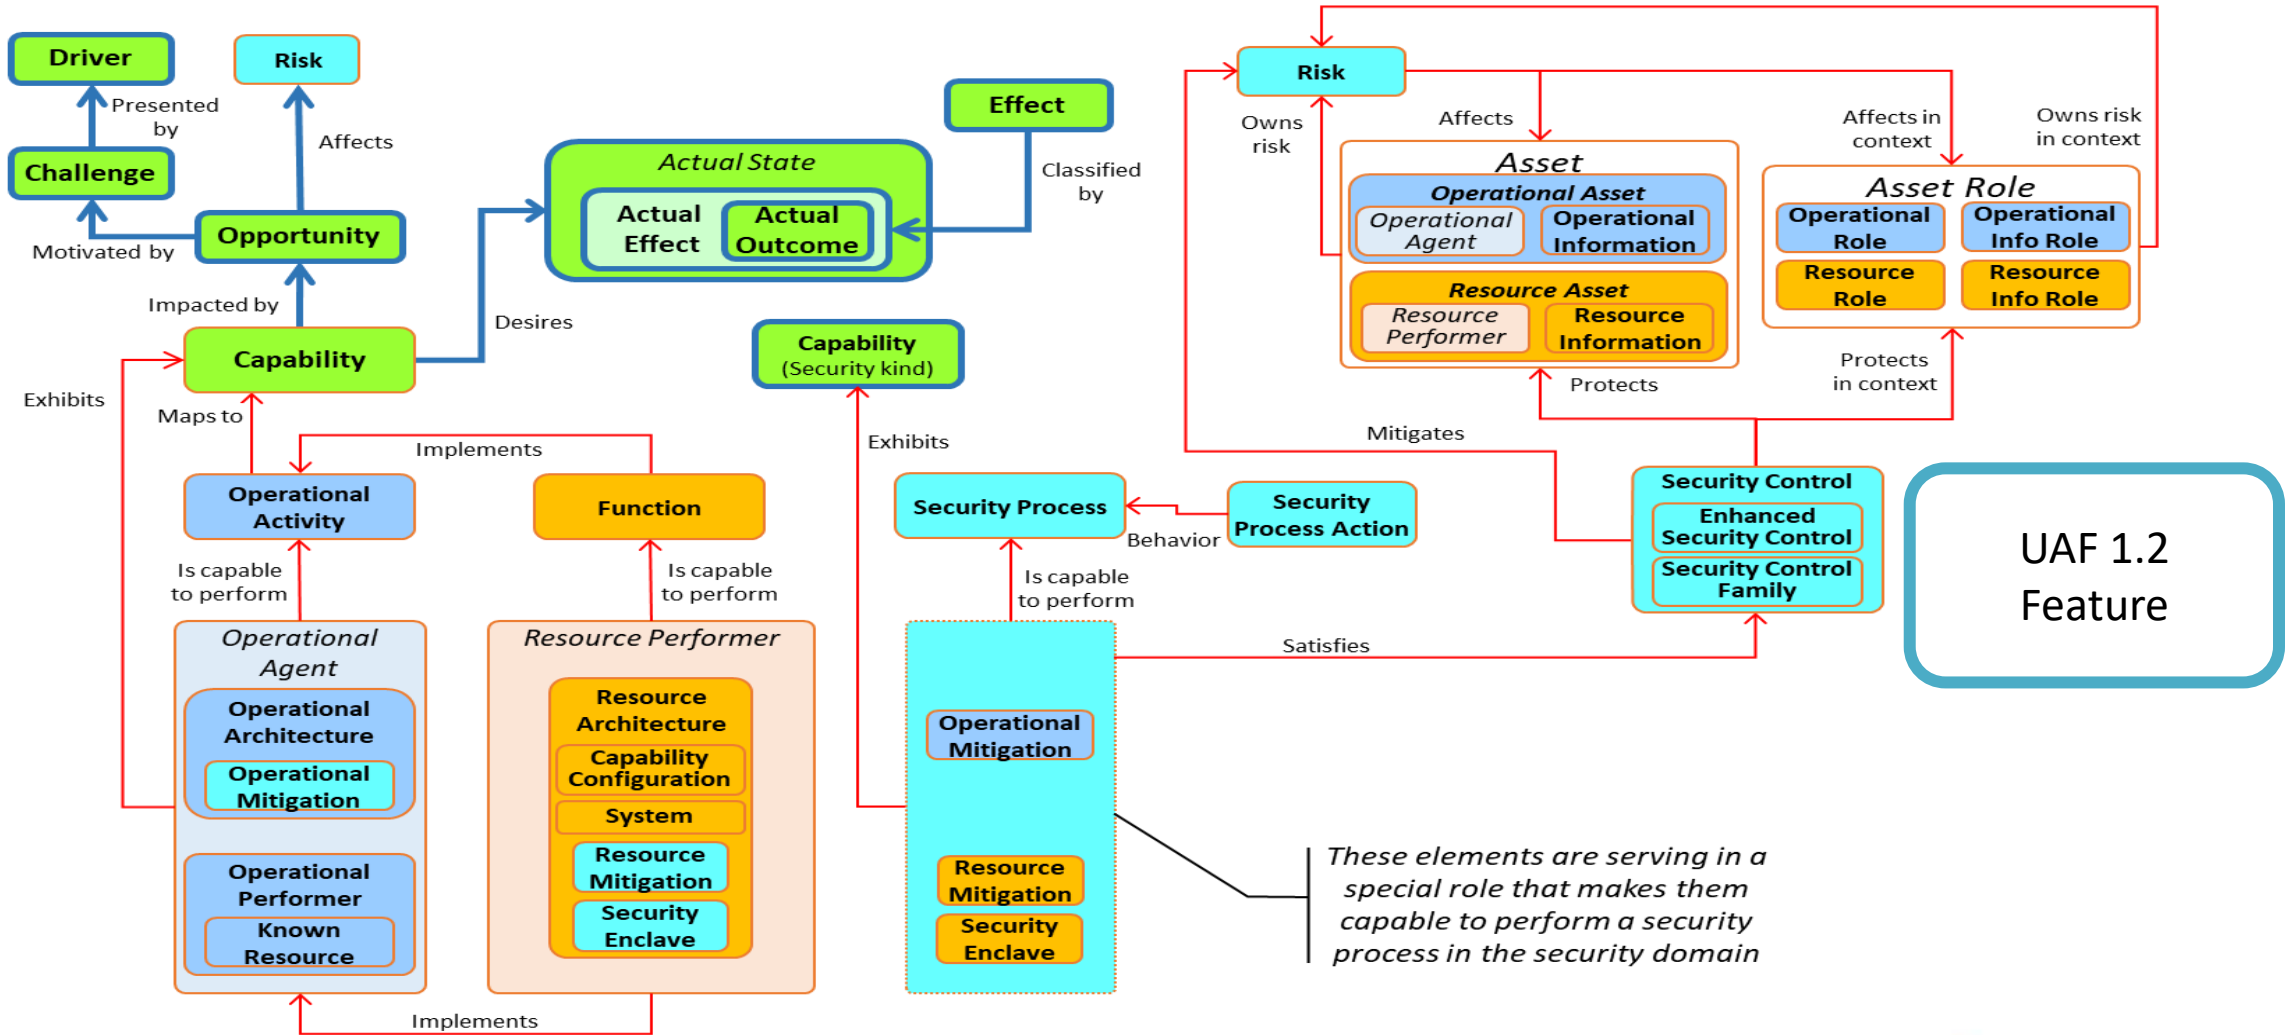 Driver
Risk
Presented
by
Affects
Challenge
Motivated by
Opportunity
Impacted by
Capability
Desires
Actual State
Actual
Effect
Actual
Outcome
Effect
Classified
by
Exhibits
Maps to
Implements
Operational
Activity
Function
Is capable
to perform
Is capable
to perform
Operational
Agent
Operational
Architecture
Operational
Mitigation
Operational
Performer
Known
Resource
Resource Performer
Resource
Architecture
Capability
Configuration
System
Resource
Mitigation
Security
Enclave
Implements
Capability
(Security kind)
Exhibits
Security Process
Security
Process Action
Behavior
Is capable
to perform
Operational
Mitigation
Resource
Mitigation
Security
Enclave
Satisfies
These elements are serving in a
special role that makes them
capable to perform a security
process in the security domain
Risk
Owns
risk
Affects
Affects in
context
Owns risk
in context
Asset
Operational Asset
Operational
Agent
Operational
Information
Resource Asset
Resource
Performer
Resource
Information
Asset Role
Operational
Role
Operational
Info Role
Resource
Role
Resource
Info Role
Protects
Protects
in context
Mitigates
Security Control
Enhanced
Security Control
Security Control
Family
UAF 1.2
Feature